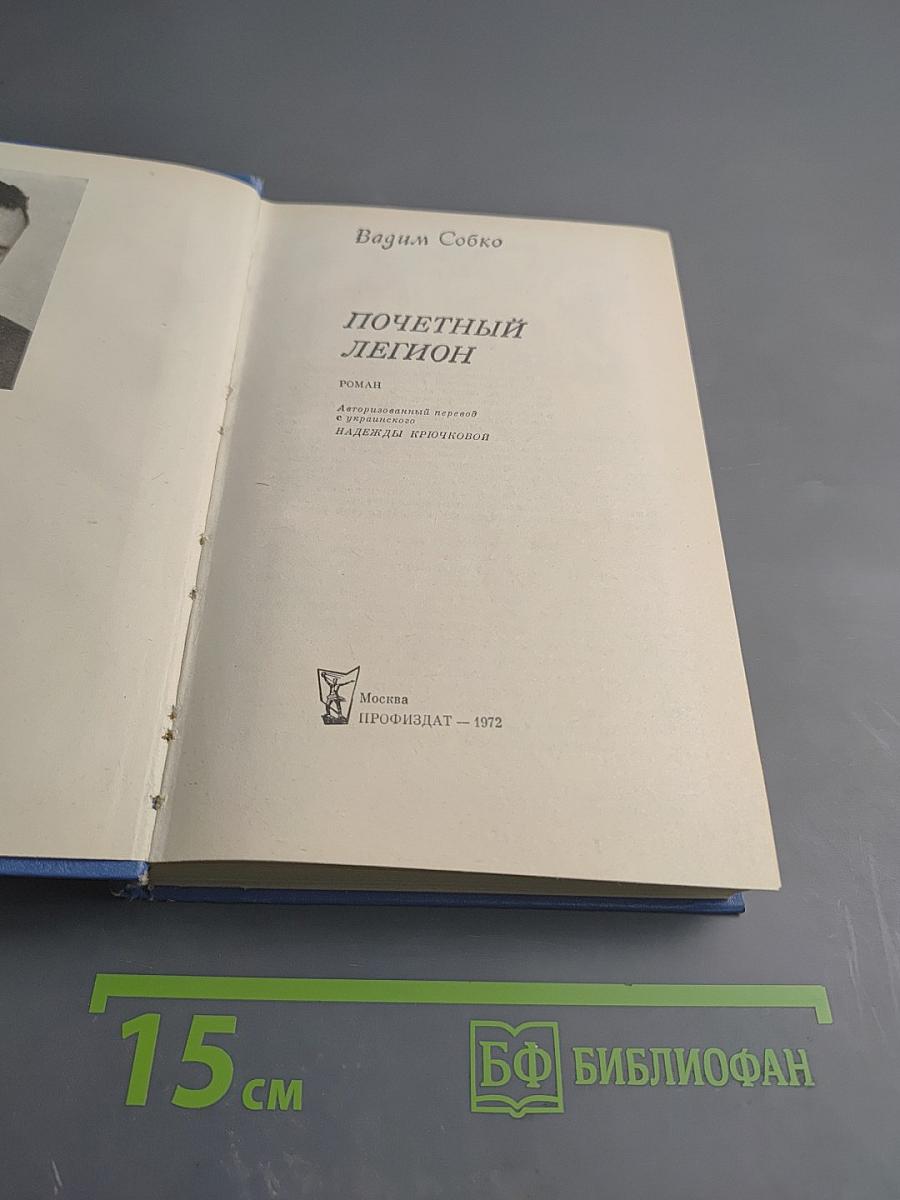 Вадим Собко
ПОЧЕТНЫЙ
ЛЕГИОН
РОМАН
Авторизованный перевод
с украинского
НАДЕЖДЫ КРЮЧКОВОЙ
Москва
ПРОФИЗДАТ — 1972
15 см
БФ БИБЛИОФАН